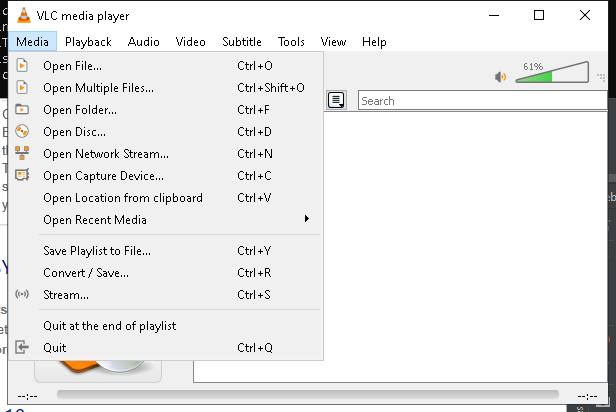 VLC media player
Media Playback Audio Video Subtitle Tools View Help
Open File... Ctrl+O
Open Multiple Files... Ctrl+Shift+O
Open Folder... Ctrl+F
Open Disc... Ctrl+D
Open Network Stream... Ctrl+N
Open Capture Device... Ctrl+C
Open Location from clipboard Ctrl+V
Open Recent Media
Save Playlist to File... Ctrl+Y
Convert / Save... Ctrl+R
Stream... Ctrl+S
Quit at the end of playlist
Quit Ctrl+Q
61%
Search
--:-- --:--